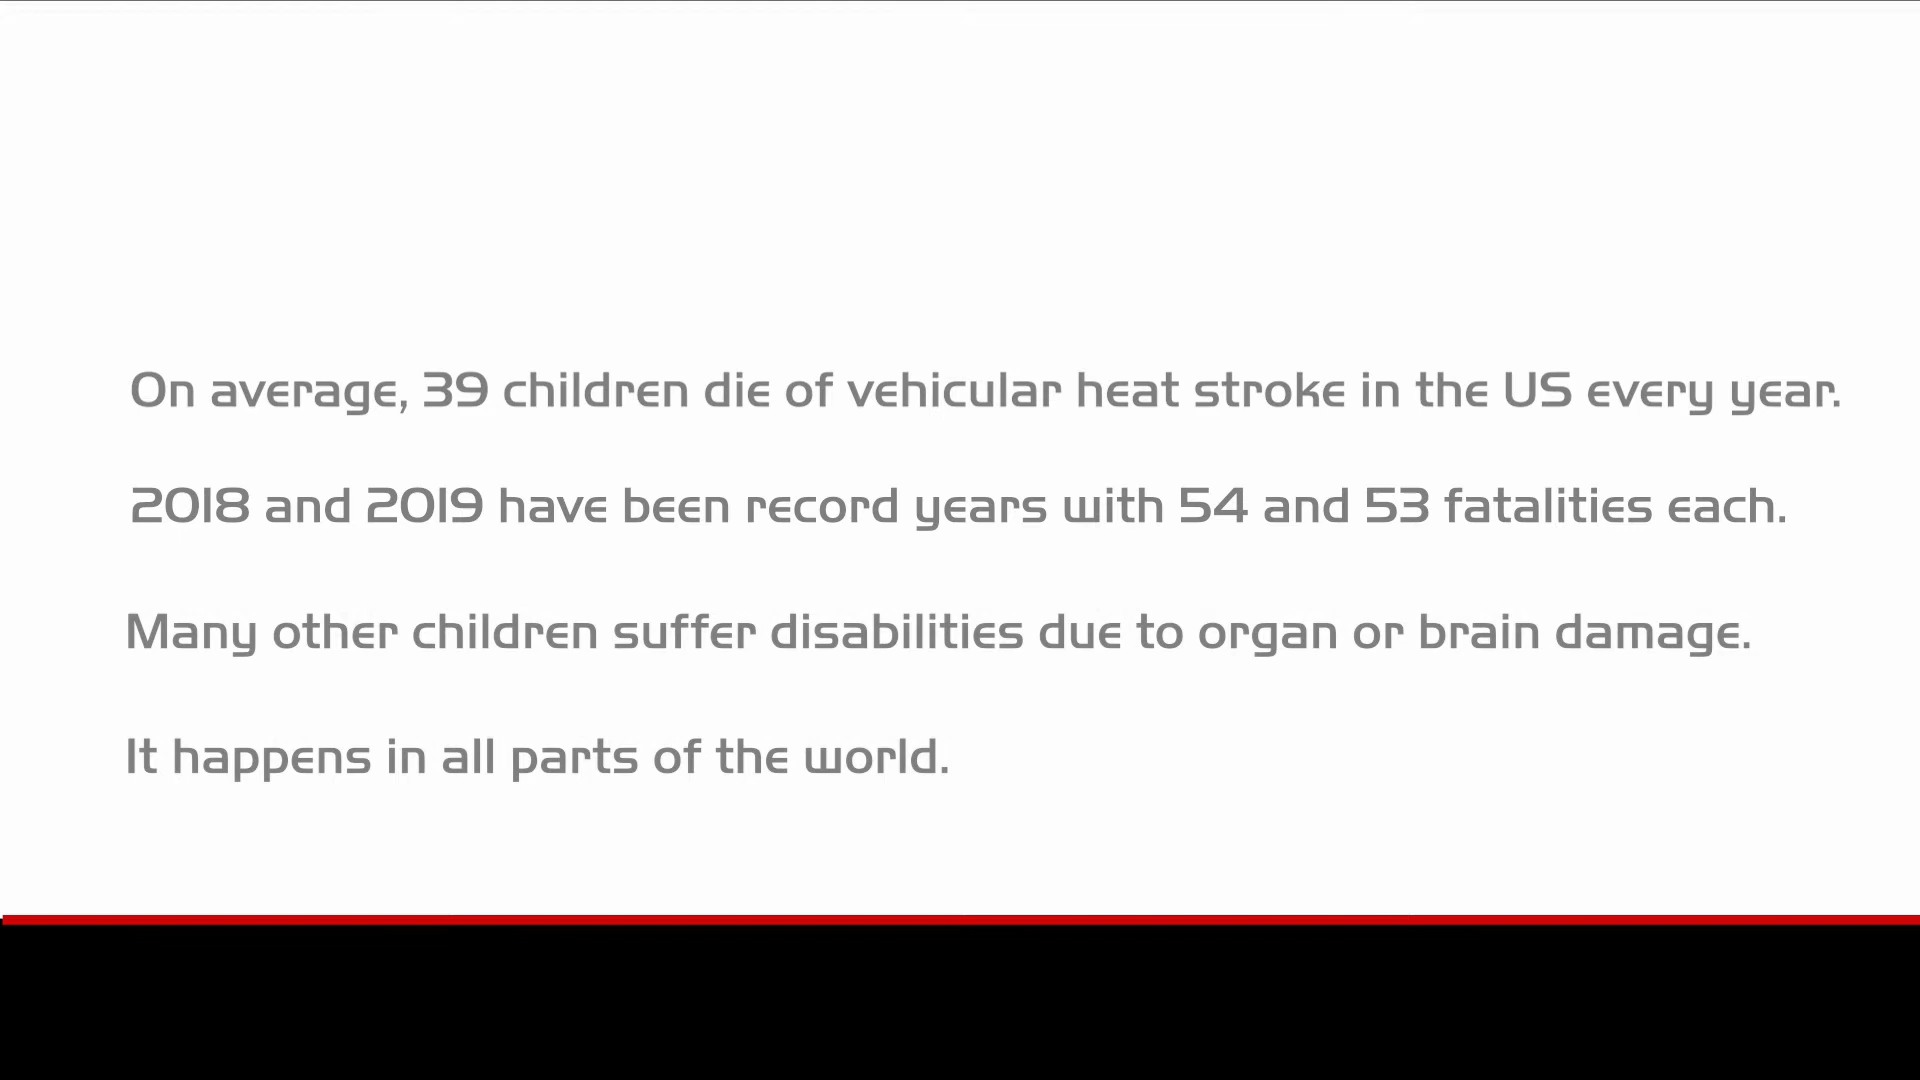 On average, 39 children die of vehicular heat stroke in the US every year.
2018 and 2019 have been record years with 54 and 53 fatalities each.
Many other children suffer disabilities due to organ or brain damage.
It happens in all parts of the world.